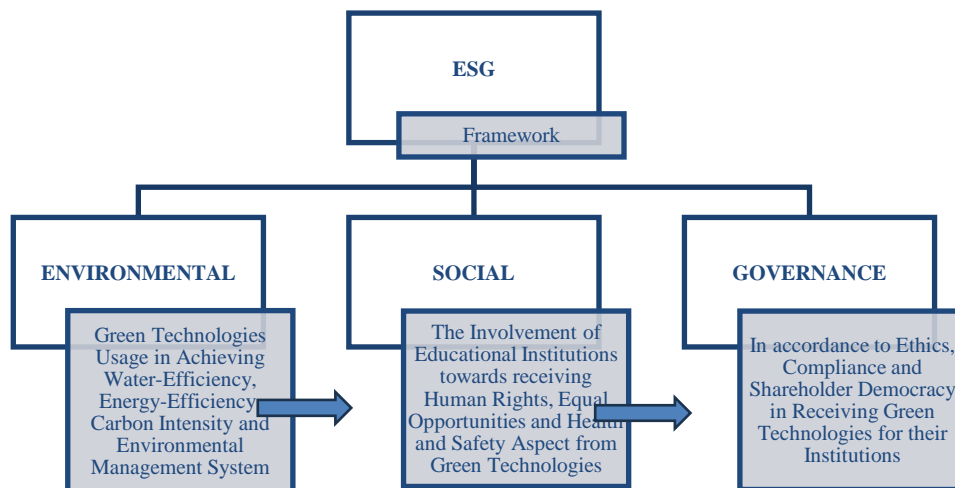 ESG
Framework
ENVIRONMENTAL
Green Technologies
Usage in Achieving
Water-Efficiency,
Energy-Efficiency,
Carbon Intensity and
Environmental
Management System
SOCIAL
The Involvement of
Educational Institutions
towards receiving
Human Rights, Equal
Opportunities and Health
and Safety Aspect from
Green Technologies
GOVERNANCE
In accordance to Ethics,
Compliance and
Shareholder Democracy
in Receiving Green
Technologies for their
Institutions